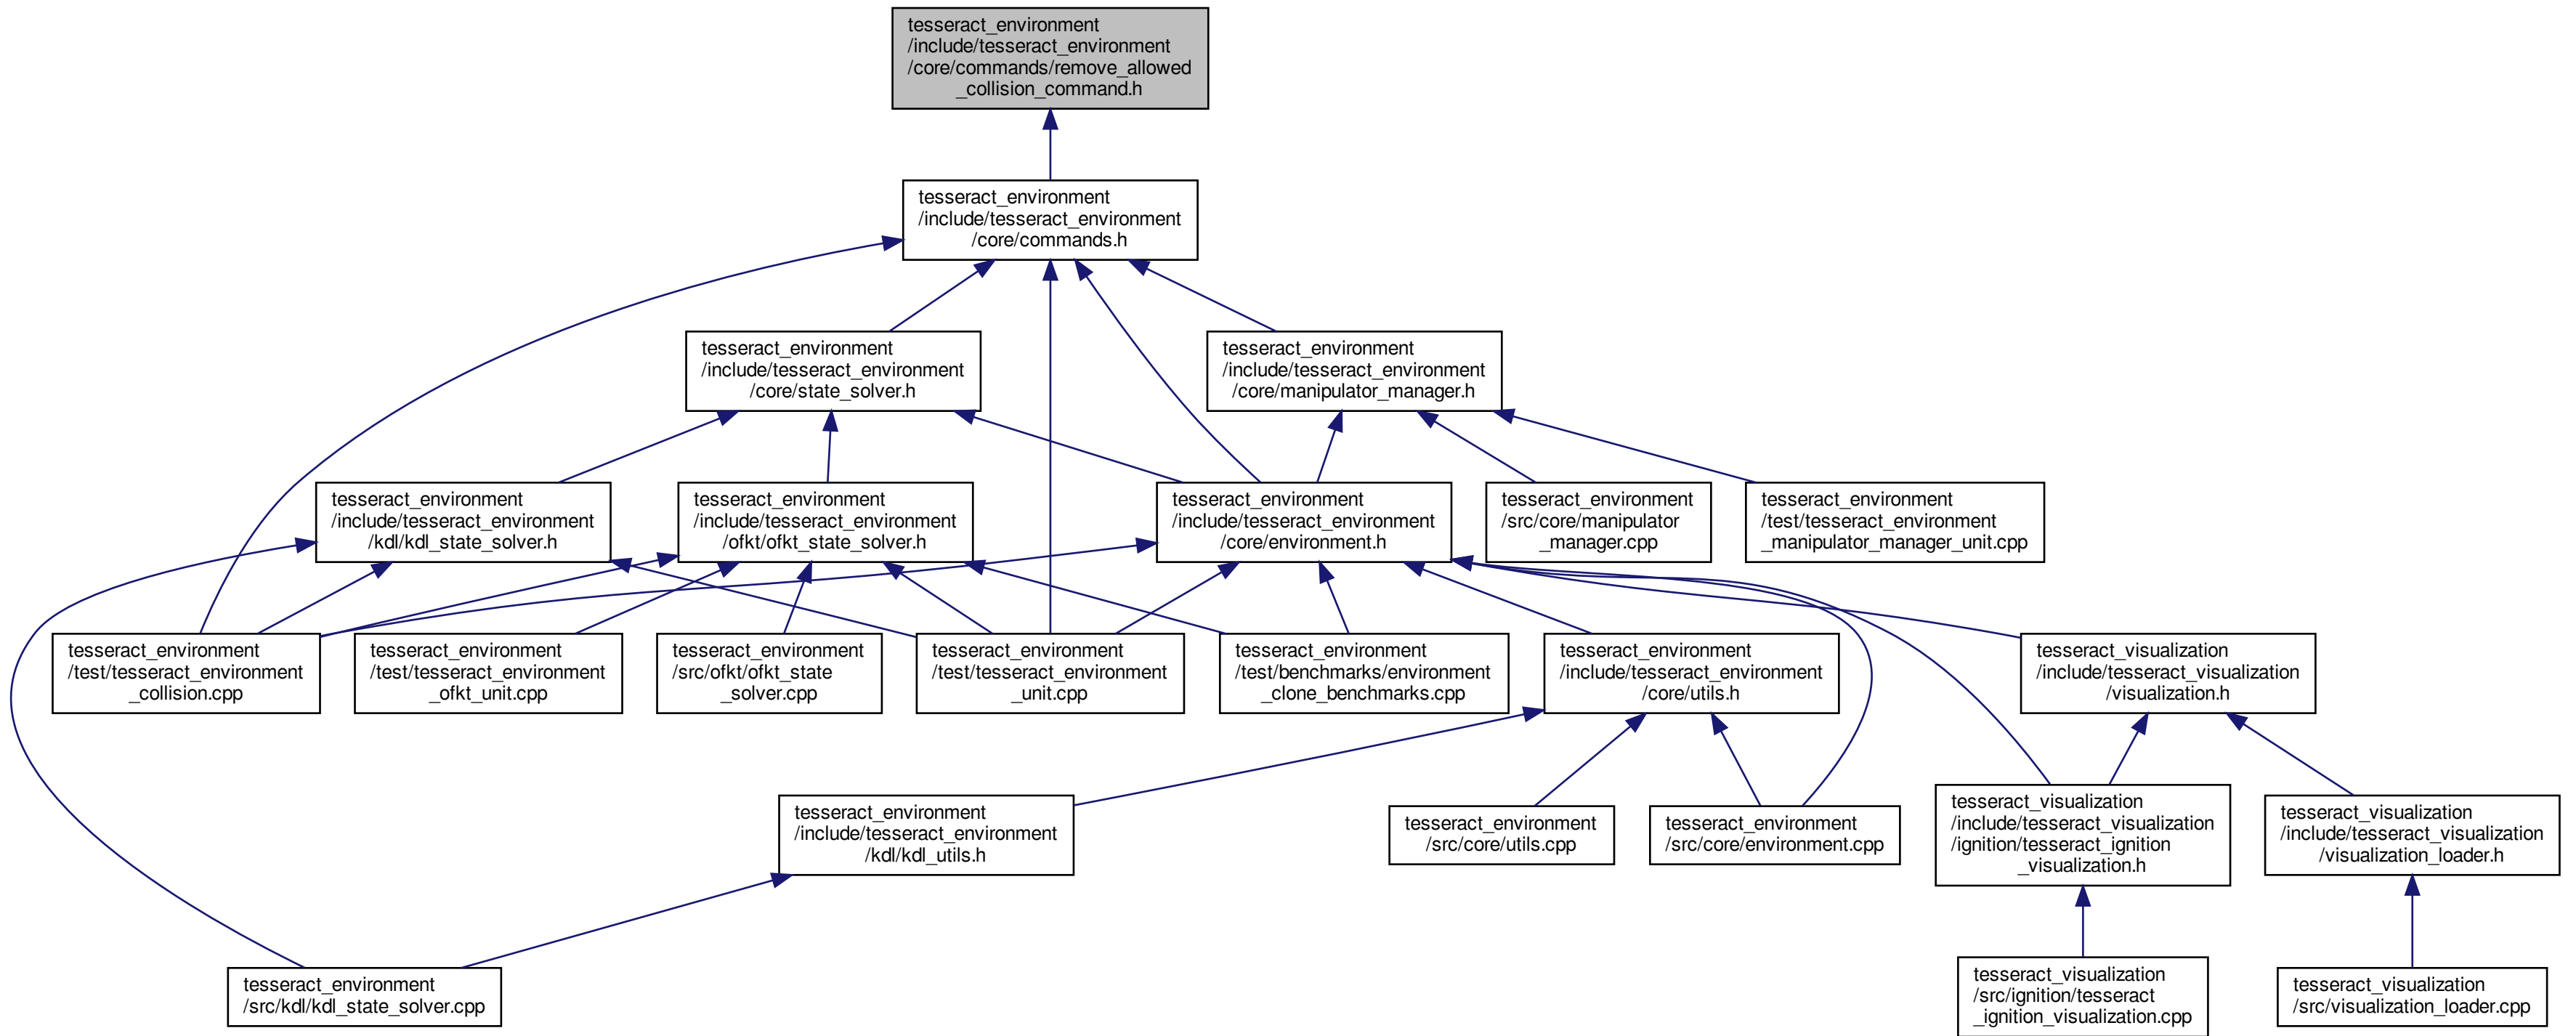 tesseract_environment
/include/tesseract_environment
/core/commands/remove_allowed
_collision_command.h
tesseract_environment
/include/tesseract_environment
/core/commands.h
tesseract_environment
/include/tesseract_environment
/core/state_solver.h
tesseract_environment
/include/tesseract_environment
/core/manipulator_manager.h
tesseract_environment
/include/tesseract_environment
/kdl/kdl_state_solver.h
tesseract_environment
/include/tesseract_environment
/ofkt/ofkt_state_solver.h
tesseract_environment
/include/tesseract_environment
/core/environment.h
tesseract_environment
/src/core/manipulator
_manager.cpp
tesseract_environment
/test/tesseract_environment
_manipulator_manager_unit.cpp
tesseract_environment
/test/tesseract_environment
_collision.cpp
tesseract_environment
/test/tesseract_environment
_ofkt_unit.cpp
tesseract_environment
/src/ofkt/ofkt_state
_solver.cpp
tesseract_environment
/test/tesseract_environment
_unit.cpp
tesseract_environment
/test/benchmarks/environment
_clone_benchmarks.cpp
tesseract_environment
/include/tesseract_environment
/core/utils.h
tesseract_visualization
/include/tesseract_visualization
/visualization.h
tesseract_environment
/include/tesseract_environment
/kdl/kdl_utils.h
tesseract_environment
/src/core/utils.cpp
tesseract_environment
/src/core/environment.cpp
tesseract_visualization
/include/tesseract_visualization
/ignition/tesseract_ignition
_visualization.h
tesseract_visualization
/include/tesseract_visualization
/visualization_loader.h
tesseract_environment
/src/kdl/kdl_state_solver.cpp
tesseract_visualization
/src/ignition/tesseract
_ignition_visualization.cpp
tesseract_visualization
/src/visualization_loader.cpp